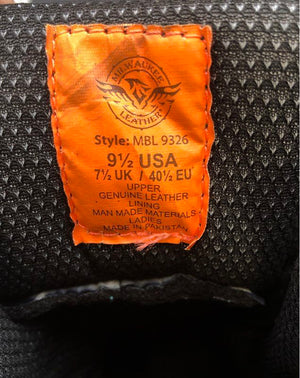 MILWAUKEE
LEATHER
Style: MBL 9326
9½ USA
7½ UK / 40½ EU
UPPER
GENUINE LEATHER
LINING
MAN MADE MATERIALS
LADIES
MADE IN PAKISTAN